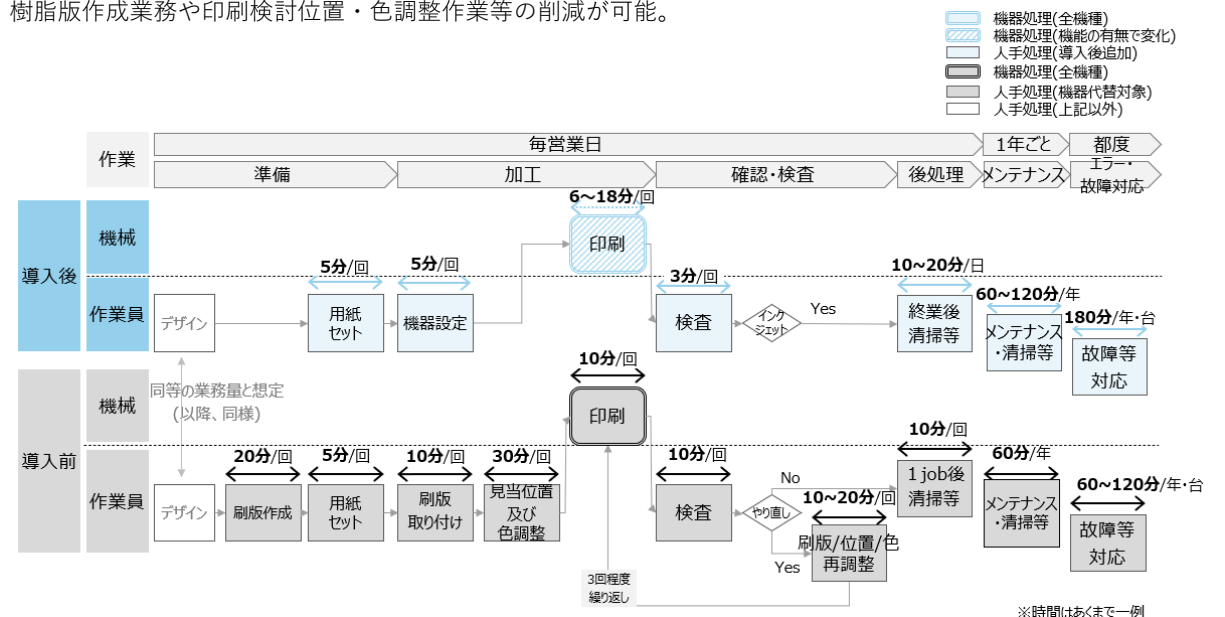 樹脂版作成業務や印刷検討位置・色調整作業等の削減が可能。
機器処理(全機種)
機器処理(機能の有無で変化)
人手処理(導入後追加)
機器処理(全機種)
人手処理(機器代替対象)
人手処理(上記以外)
作業
毎営業日
1年ごと
都度
準備
加工
確認・検査
後処理
メンテナンス
エラー・
故障対応
導入後
機械
6～18分/回
印刷
作業員
デザイン
5分/回
用紙
セット
5分/回
機器設定
3分/回
検査
インク
ジェット
Yes
10~20分/日
終業後
清掃等
60~120分/年
メンテナンス
・清掃等
180分/年・台
故障等
対応
同等の業務量と想定
(以降、同様)
導入前
機械
10分/回
印刷
作業員
デザイン
20分/回
刷版作成
5分/回
用紙
セット
10分/回
刷版
取り付け
30分/回
見当位置
及び
色調整
10分/回
検査
やり直し
No
Yes
10~20分/回
刷版/位置/色
再調整
3回程度
繰り返し
10分/回
1 job後
清掃等
60分/年
メンテナンス
・清掃等
60~120分/年・台
故障等
対応
※時間はあくまで一例